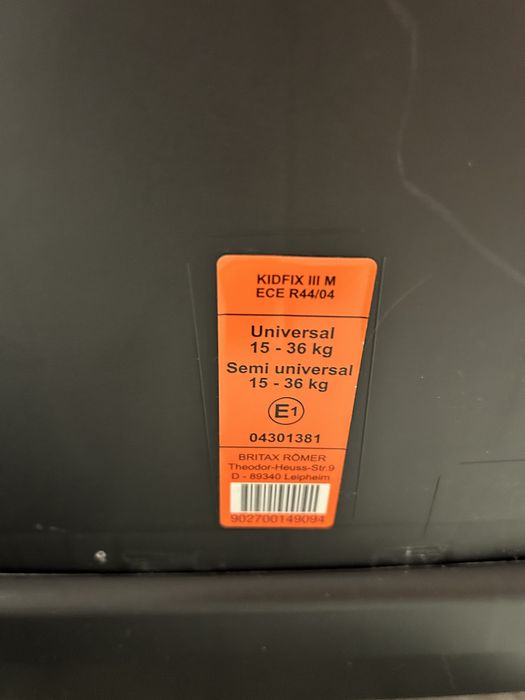 KIDFIX III M
ECE R44/04
Universal
15 - 36 kg
Semi universal
15 - 36 kg
E1
04301381
BRITAX RÖMER
Theodor-Heuss-Str.9
D - 89340 Leipheim
902700149094